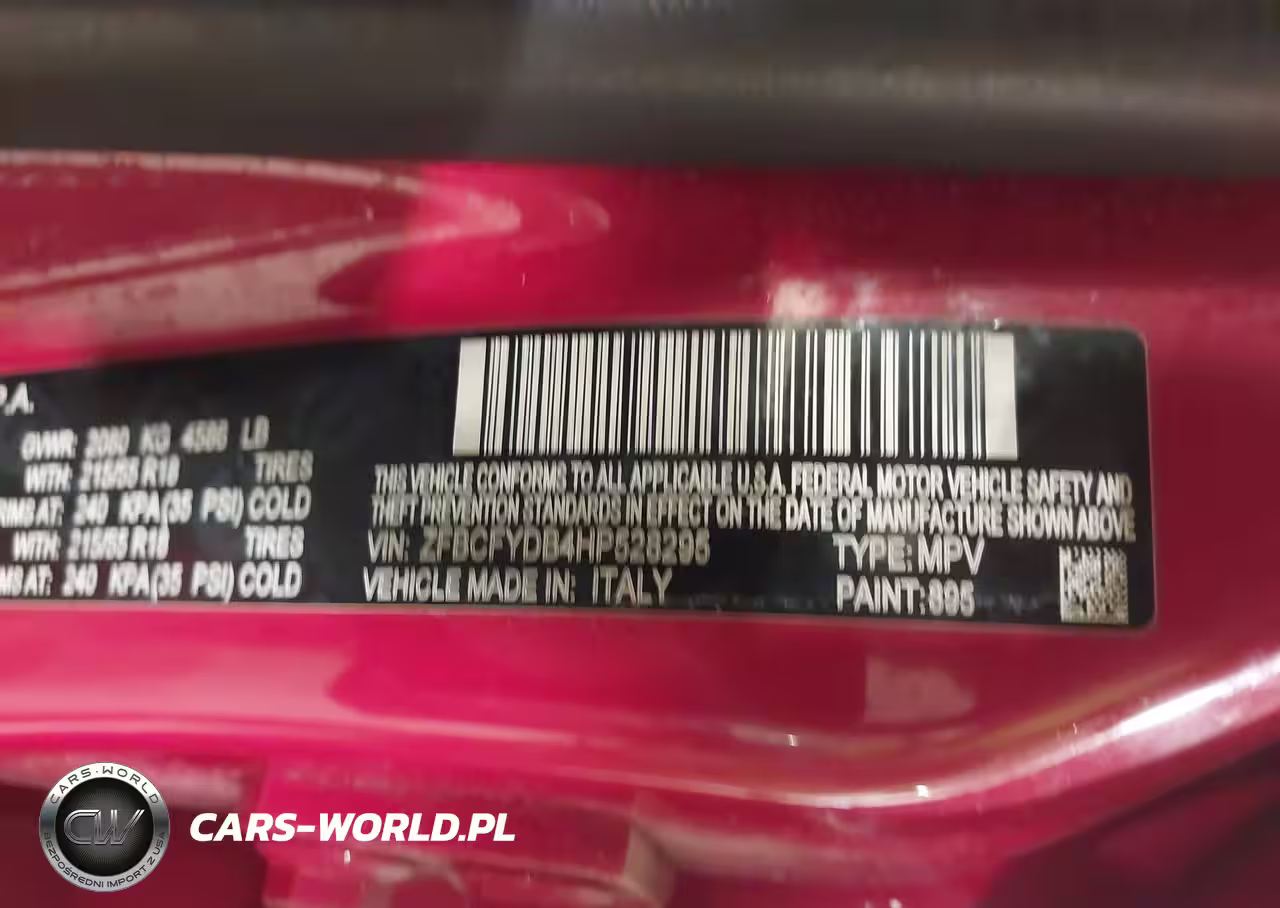 P.A.
GVWR: 2080 KG 4586 LB
WITH: 215/55 R18 TIRES
RIMS AT: 240 KPA(35 PSI) COLD
WITH: 215/55 R18 TIRES
RIMS AT: 240 KPA(35 PSI) COLD
THIS VEHICLE CONFORMS TO ALL APPLICABLE U.S.A. FEDERAL MOTOR VEHICLE SAFETY AND
THEFT PREVENTION STANDARDS IN EFFECT ON THE DATE OF MANUFACTURE SHOWN ABOVE
VIN: ZFBCFYDB4HP528295 TYPE: MPV
VEHICLE MADE IN: ITALY PAINT: 895
CARS-WORLD
CW
BEZPOŚREDNI IMPORT Z USA
CARS-WORLD.PL